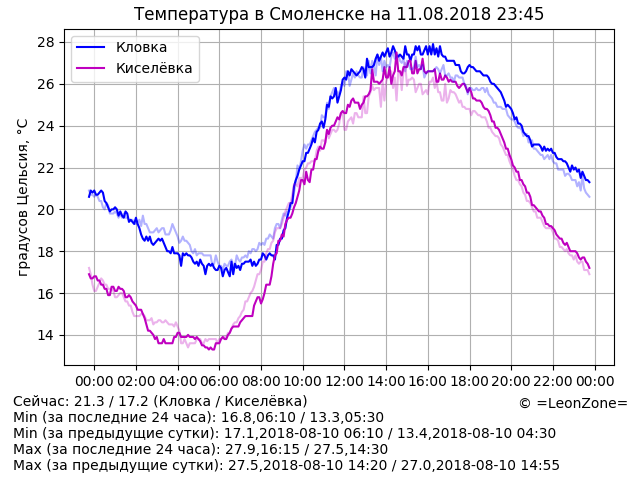 Температура в Смоленске на 11.08.2018 23:45
градусов Цельсия, °C
28
26
24
22
20
18
16
14
Кловка
Киселёвка
00:00 02:00 04:00 06:00 08:00 10:00 12:00 14:00 16:00 18:00 20:00 22:00 00:00
Сейчас: 21.3 / 17.2 (Кловка / Киселёвка)
© =LeonZone=
Min (за последние 24 часа): 16.8,06:10 / 13.3,05:30
Min (за предыдущие сутки): 17.1,2018-08-10 06:10 / 13.4,2018-08-10 04:30
Max (за последние 24 часа): 27.9,16:15 / 27.5,14:30
Max (за предыдущие сутки): 27.5,2018-08-10 14:20 / 27.0,2018-08-10 14:55